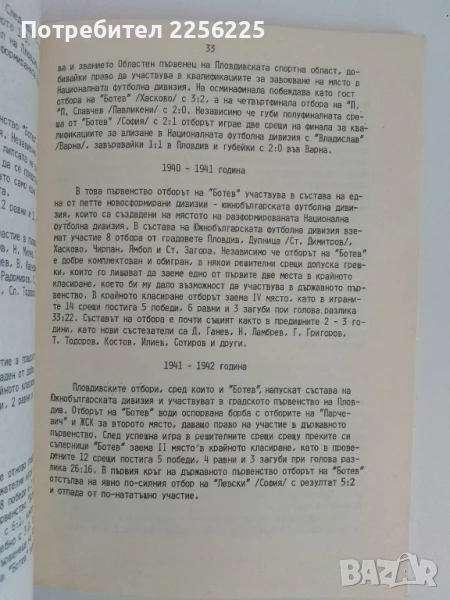 33
ва и званието Областен първенец на Пловдивската спортна област, до-
бивайки право да участвува в квалификациите за завоюване на място в
Националната футболна дивизия. На осминафинала побеждава като гост
отбора на "Ботев" /Хасково/ с 3:2, а на четвъртфинала отбора на "П.
П. Славчев /Павликени/ с 2:0. Независимо че губи полуфиналната сре-
ща от "Ботев" /София/ с 2:1 отборът играе две срещи на финала за ква-
лификациите за влизане в Националната футболна дивизия с "Владислав"
/Варна/, завършвайки 1:1 в Пловдив и губейки с 2:0 във Варна.
1940 - 1941 година
В това първенство отборът на "Ботев" участвува в състава на ед-
на от петте новосформирани дивизии - южнобългарската футболна диви-
зия, които са създадени на мястото на разформированата Национална
футболна дивизия. В състава на Южнобългарската футболна дивизия взе-
мат участие 8 отбора от градовете Пловдив, Дупница /Ст. Димитров/,
Хасково, Чирпан, Ямбол и Ст. Загора. Независимо че отборът на "Ботев"
е добре комплектован и обигран, в някои решителни срещи допуска греш-
ки, които го лишават да заеме едно от първите две места в крайното
класиране, което би му дало възможност да участвува в държавното пър-
венство. В крайното класиране отборът заема IV място, като в изигра-
ните 14 срещи постига 5 победи, 6 равни и 3 загуби при голова разлика
33:22. Съставът на отбора е почти същият както в предишните 2 - 3 го-
дини, като нови състезатели са Д. Ганев, Н. Ламбрев, Г. Григоров,
Т. Тодоров, Костов, Илиев, Сотиров и други.
1941 - 1942 година
Пловдивските отбори, сред които и "Ботев", напускат състава на
Южнобългарската дивизия и участвуват в градското първенство на Плов-
див. Отборът на "Ботев" води оспорвана борба с отборите на "Парче-
вич" и ЖСК за второто място, даващо право на участие в държавното
първенство. След успешна игра в решителните срещи срещу преките си
съперници "Ботев" заема II място в крайното класиране, като в прове-
дените 12 срещи постига 5 победи, 4 равни и 3 загуби при голова раз-
лика 26:16. В първия кръг на държавното първенство отборът на "Ботев"
отстъпва на явно по-силния отбор на "Левски" /София/ с резултат 5:2
и отпада от по-нататъшно участие.
bazar.bg